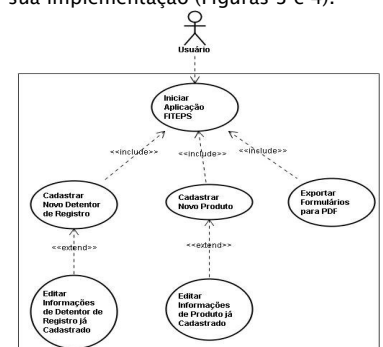 sua implementação (Figuras 3 e 4).
Usuário
Iniciar
Aplicação
FITEPS
<<include>>
<<include>>
<<include>>
Cadastrar
Novo Detentor
de Registro
Cadastrar
Novo Produto
Exportar
Formulários
para PDF
<<extend>>
<<extend>>
Editar
Informações
de Detentor de
Registro já
Cadastrado
Editar
Informações
de Produto já
Cadastrado